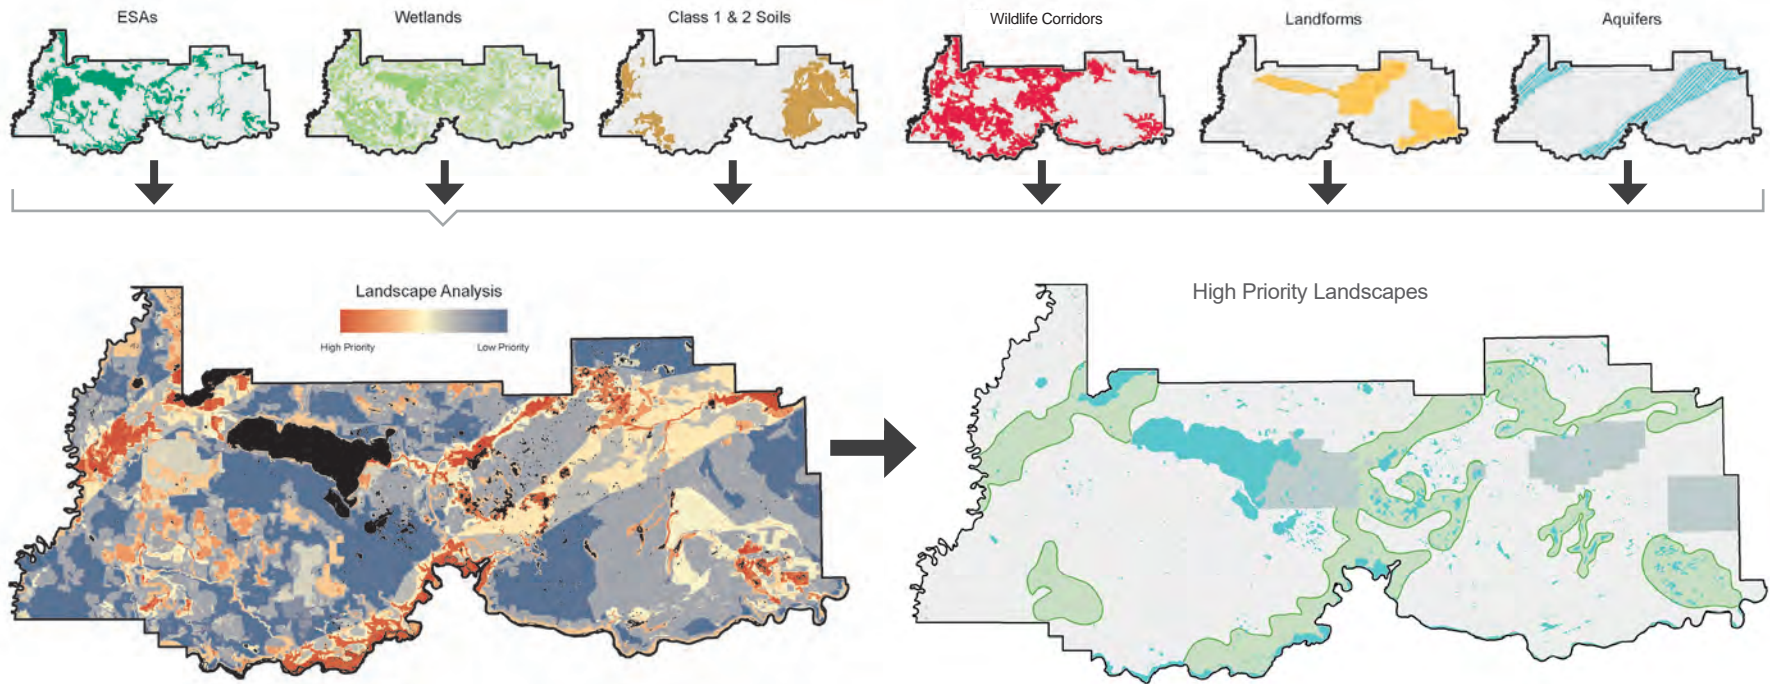 ESAs
Wetlands
Class 1 & 2 Soils
Wildlife Corridors
Landforms
Aquifers
Landscape Analysis
High Priority
Low Priority
High Priority Landscapes